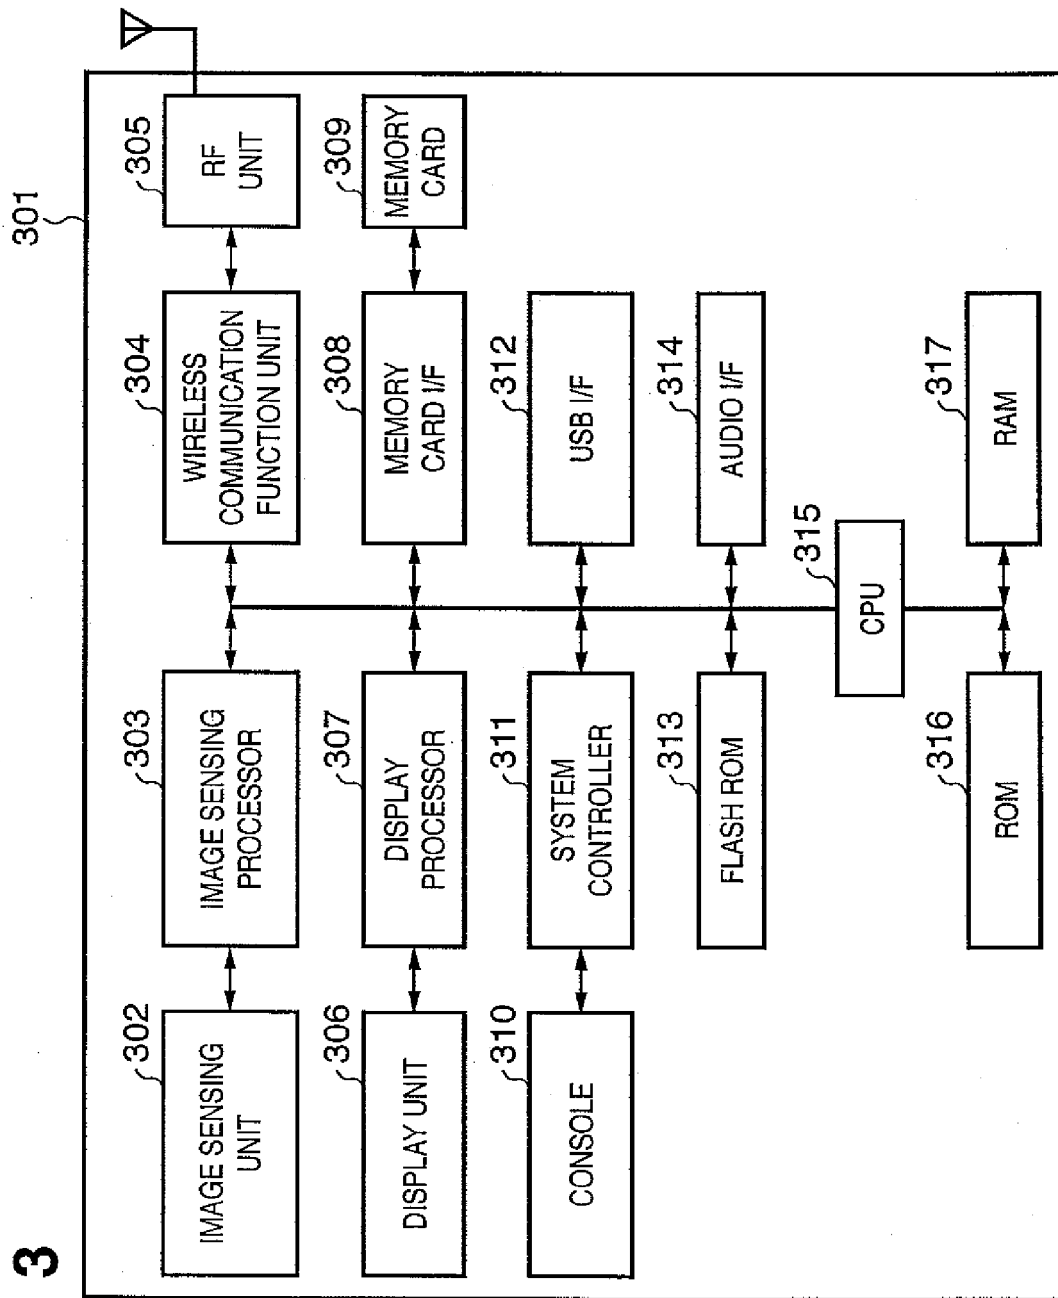 3
301
302
IMAGE SENSING
UNIT
303
IMAGE SENSING
PROCESSOR
304
WIRELESS
COMMUNICATION
FUNCTION UNIT
305
RF
UNIT
306
DISPLAY UNIT
307
DISPLAY
PROCESSOR
308
MEMORY
CARD I/F
309
MEMORY
CARD
310
CONSOLE
311
SYSTEM
CONTROLLER
312
USB I/F
313
FLASH ROM
314
AUDIO I/F
315
CPU
316
ROM
317
RAM